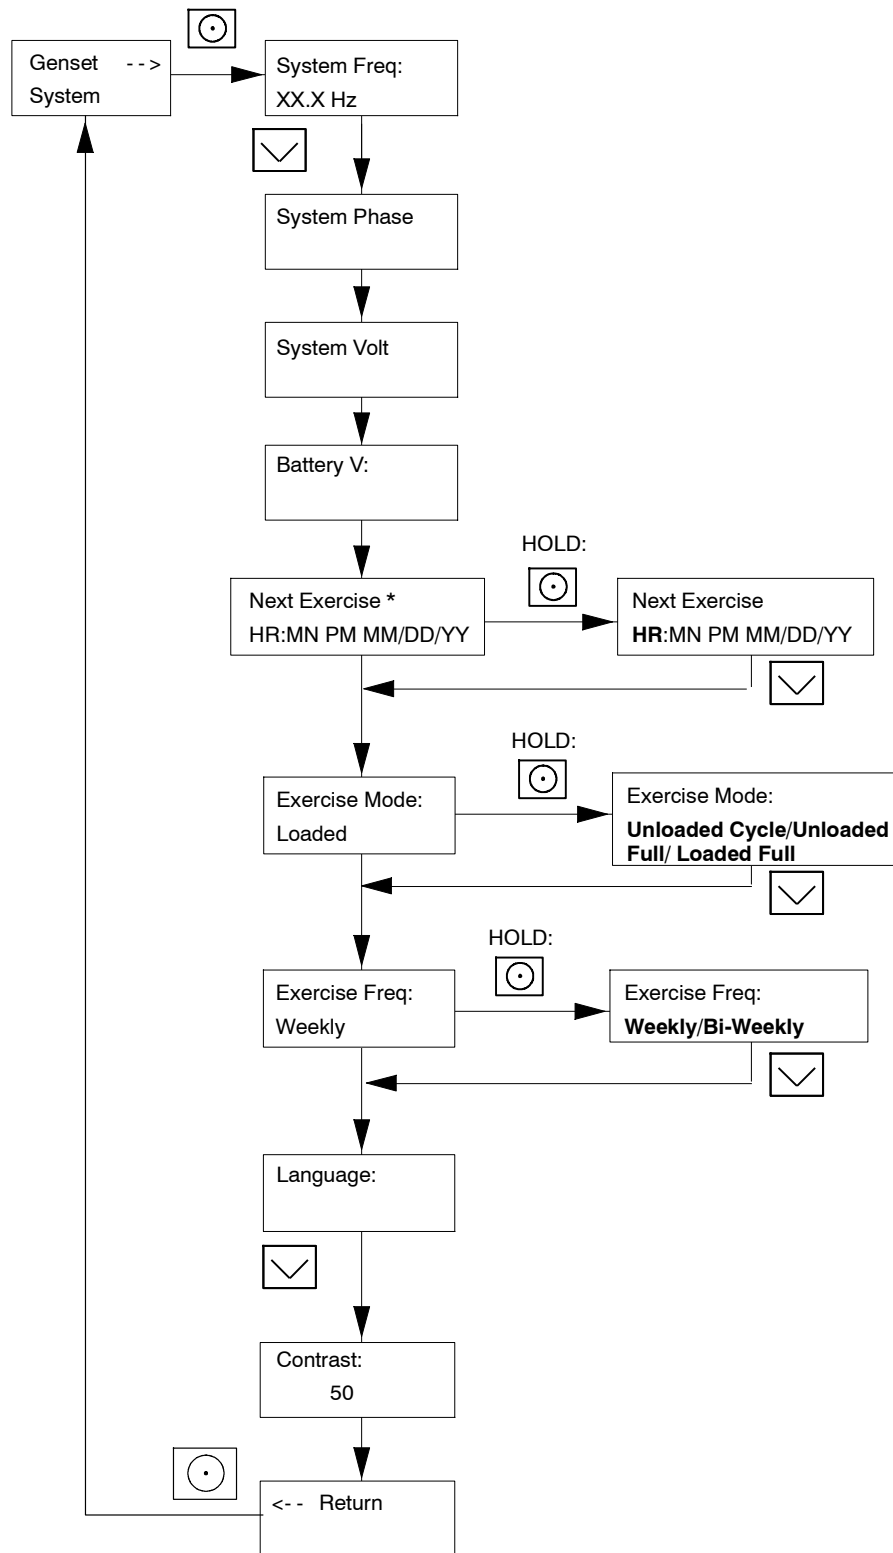 Genset - - >
System
System Freq:
XX.X Hz
System Phase
System Volt
Battery V:
Next Exercise *
HR:MN PM MM/DD/YY
HOLD:
Next Exercise
HR:MN PM MM/DD/YY
Exercise Mode:
Loaded
HOLD:
Exercise Mode:
Unloaded Cycle/Unloaded
Full/ Loaded Full
Exercise Freq:
Weekly
HOLD:
Exercise Freq:
Weekly/Bi-Weekly
Language:
Contrast:
50
<- - Return